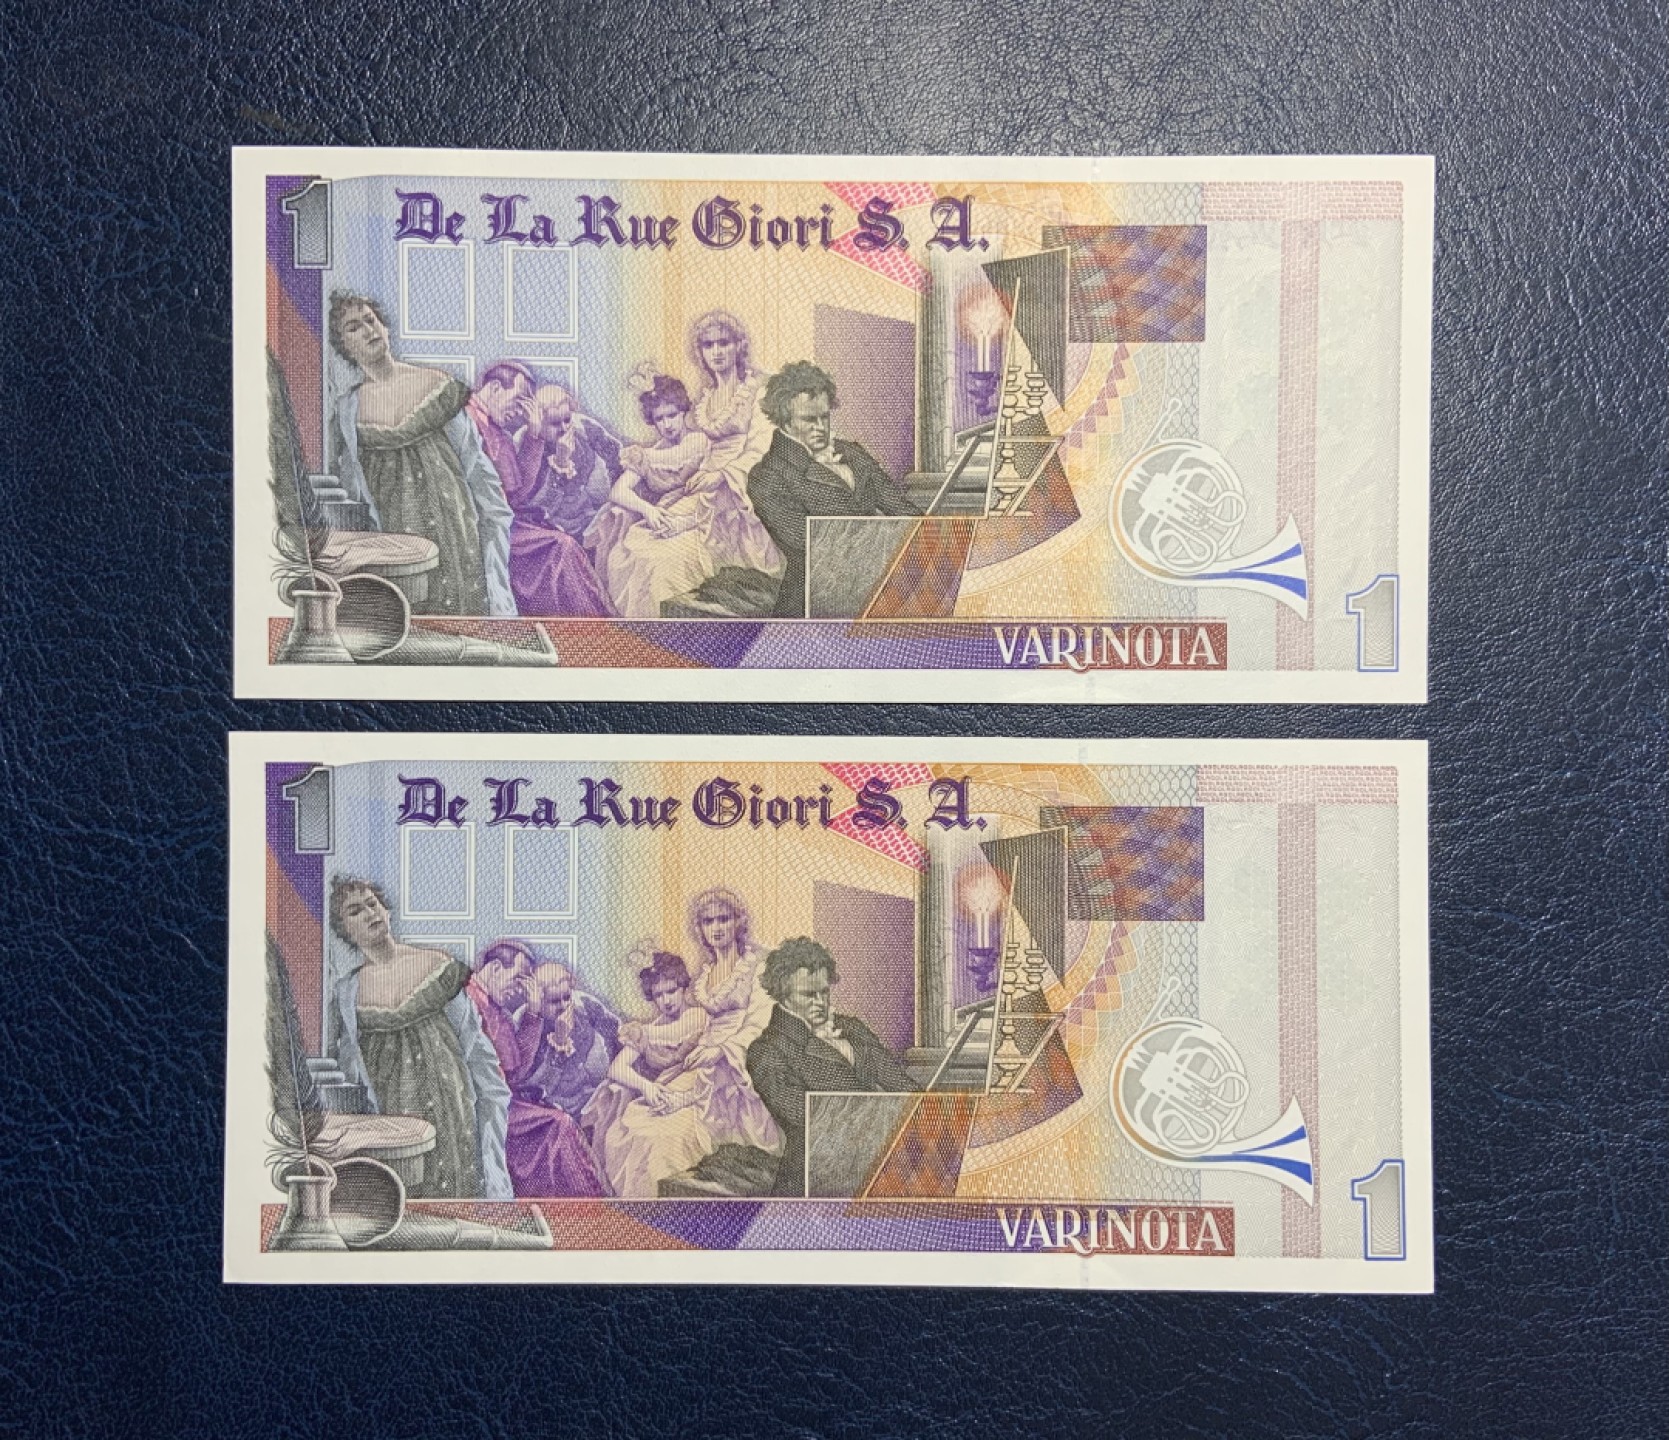 1
De La Rue Giori S. A.
VARINOTA
1
1
De La Rue Giori S. A.
VARINOTA
1